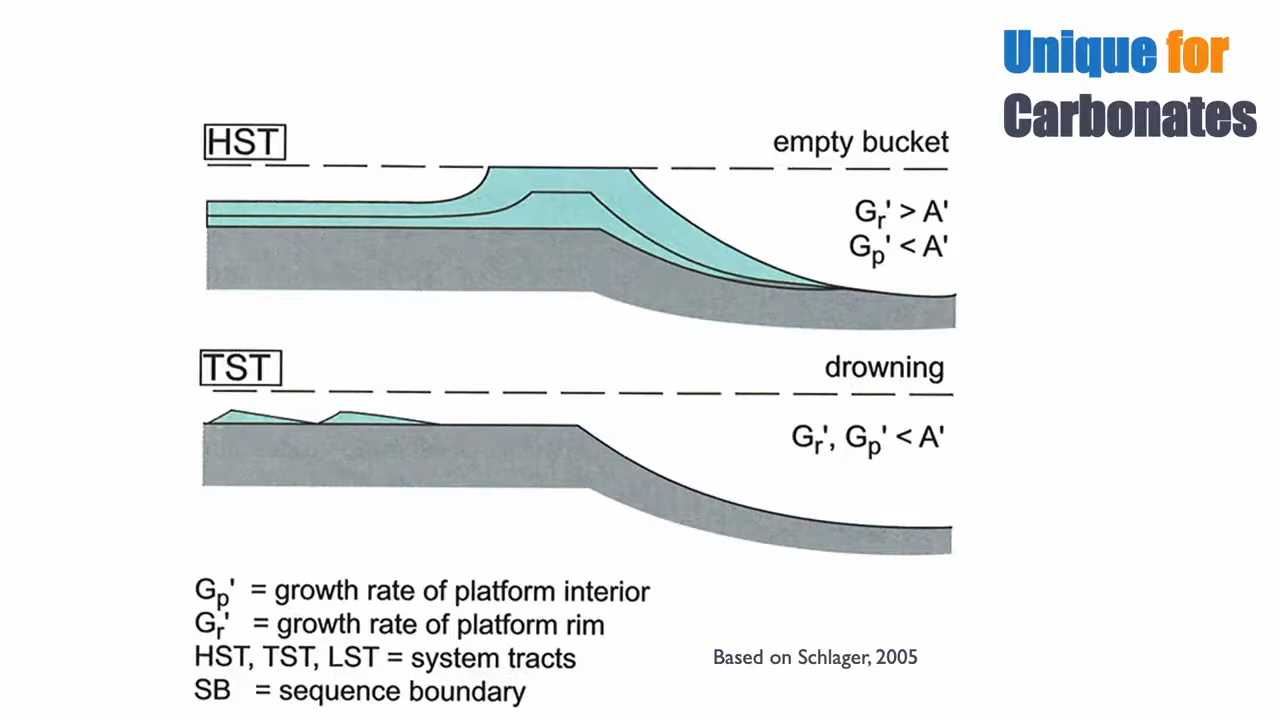 Unique for
Carbonates
HST
empty bucket
Gr' > A'
Gp' < A'
TST
drowning
Gr', Gp' < A'
Gp' = growth rate of platform interior
Gr' = growth rate of platform rim
HST, TST, LST = system tracts
SB = sequence boundary
Based on Schlager, 2005